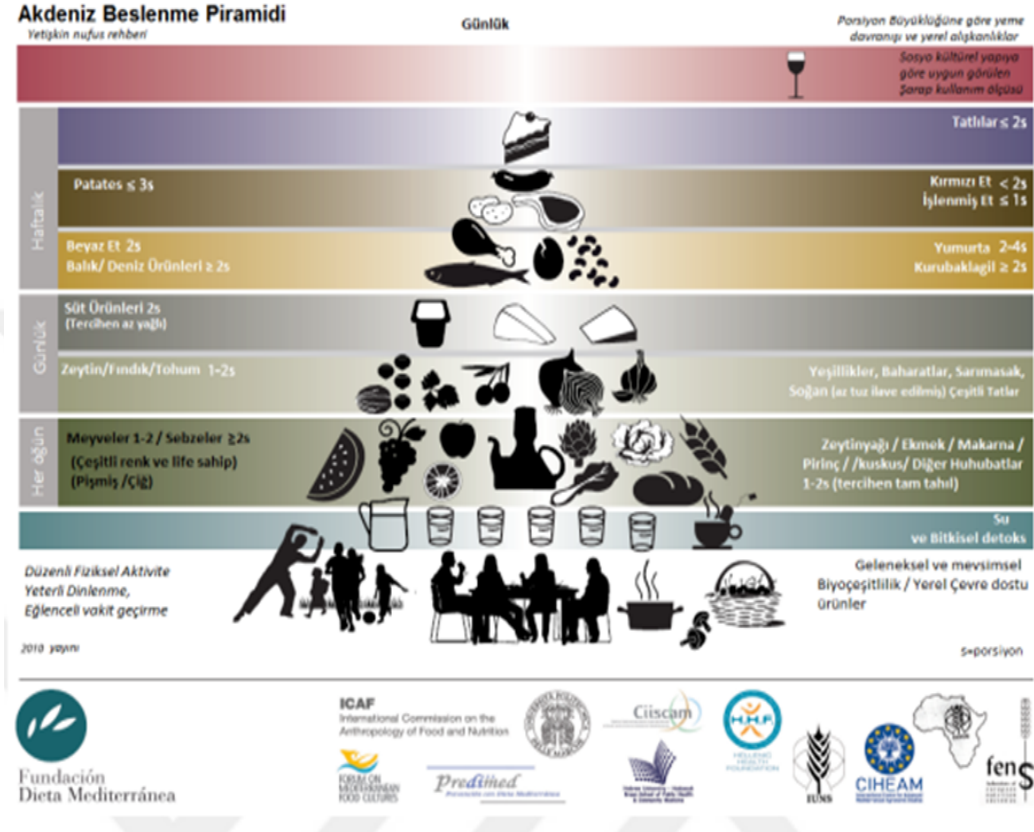 Akdeniz Beslenme Piramidi
Yetişkin nufus rehberi
Günlük
Porsiyon Büyüklüğüne göre yeme
davranışı ve yerel alışkanlıklar
Sosyo kültürel yapıya
göre uygun görülen
Şarap kullanım ölçüsü
Haftalık
Tatlılar ≤ 2s
Patates ≤ 3s
Kırmızı Et < 2s
İşlenmiş Et ≤ 1s
Beyaz Et 2s
Balık/ Deniz Ürünleri ≥ 2s
Yumurta 2-4s
Kurubaklagil ≥ 2s
Günlük
Süt Ürünleri 2s
(Tercihen az yağlı)
Zeytin/Fındık/Tohum 1-2s
Yeşillikler, Baharatlar, Sarımasak,
Soğan (az tuz ilave edilmiş) Çeşitli Tatlar
Her öğün
Meyveler 1-2 / Sebzeler ≥2s
(Çeşitli renk ve life sahip)
(Pişmiş /Çiğ)
Zeytinyağı / Ekmek / Makarna /
Pirinç / /kuskus/ Diğer Huhubatlar
1-2s (tercihen tam tahıl)
Su
ve Bitkisel detoks
Düzenli Fiziksel Aktivite
Yeterli Dinlenme,
Eğlenceli vakit geçirme
Geleneksel ve mevsimsel
Biyoçeşitlilik / Yerel Çevre dostu
ürünler
2010 yayını
s=porsiyon
Fundación
Dieta Mediterránea
ICAF
International Commission on the
Anthropology of Food and Nutrition
FORUM ON
MEDITERRANEAN
FOOD CULTURES
Predimed
Ciiscam
H.H.F.
HELLENIC
HEALTH
FOUNDATION
IUNS
CIHEAM
fens